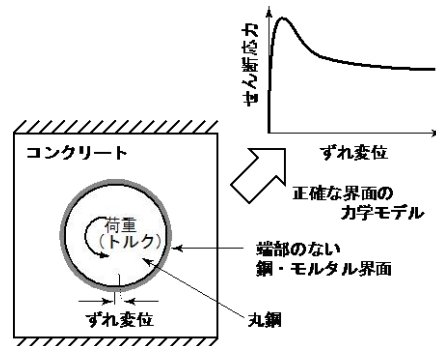 せん断応力
ずれ変位
正確な界面の
力学モデル
コンクリート
荷重
(トルク)
端部のない
鋼・モルタル界面
ずれ変位
丸鋼